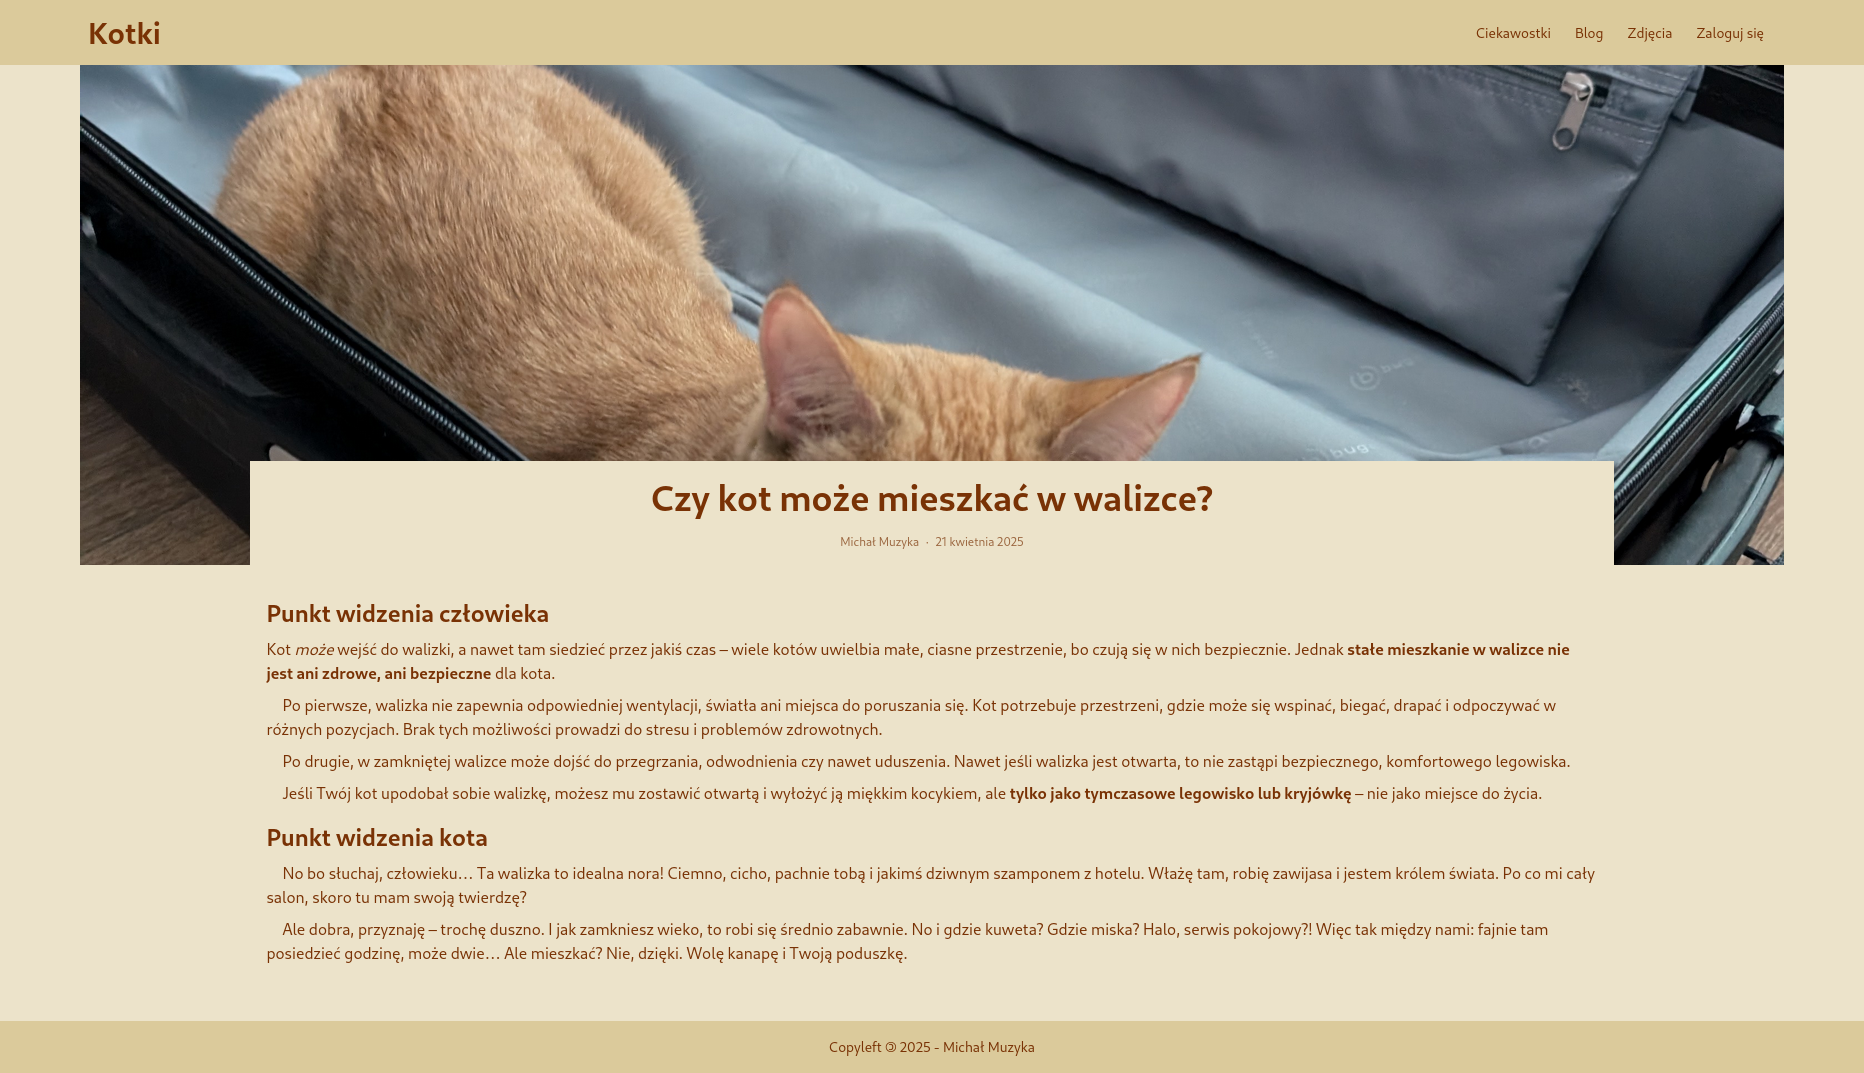 Kotki
Ciekawostki Blog Zdjęcia Zaloguj się
Czy kot może mieszkać w walizce?
Michał Muzyka · 21 kwietnia 2025
Punkt widzenia człowieka
Kot może wejść do walizki, a nawet tam siedzieć przez jakiś czas – wiele kotów uwielbia małe, ciasne przestrzenie, bo czują się w nich bezpiecznie. Jednak stałe mieszkanie w walizce nie
jest ani zdrowe, ani bezpieczne dla kota.
Po pierwsze, walizka nie zapewnia odpowiedniej wentylacji, światła ani miejsca do poruszania się. Kot potrzebuje przestrzeni, gdzie może się wspinać, biegać, drapać i odpoczywać w
różnych pozycjach. Brak tych możliwości prowadzi do stresu i problemów zdrowotnych.
Po drugie, w zamkniętej walizce może dojść do przegrzania, odwodnienia czy nawet uduszenia. Nawet jeśli walizka jest otwarta, to nie zastąpi bezpiecznego, komfortowego legowiska.
Jeśli Twój kot upodobał sobie walizkę, możesz mu zostawić otwartą i wyłożyć ją miękkim kocykiem, ale tylko jako tymczasowe legowisko lub kryjówkę – nie jako miejsce do życia.
Punkt widzenia kota
No bo słuchaj, człowieku… Ta walizka to idealna nora! Ciemno, cicho, pachnie tobą i jakimś dziwnym szamponem z hotelu. Włażę tam, robię zawijasa i jestem królem świata. Po co mi cały
salon, skoro tu mam swoją twierdzę?
Ale dobra, przyznaję – trochę duszno. I jak zamkniesz wieko, to robi się średnio zabawnie. No i gdzie kuweta? Gdzie miska? Halo, serwis pokojowy?! Więc tak między nami: fajnie tam
posiedzieć godzinę, może dwie… Ale mieszkać? Nie, dzięki. Wolę kanapę i Twoją poduszkę.
Copyleft 🄯 2025 - Michał Muzyka